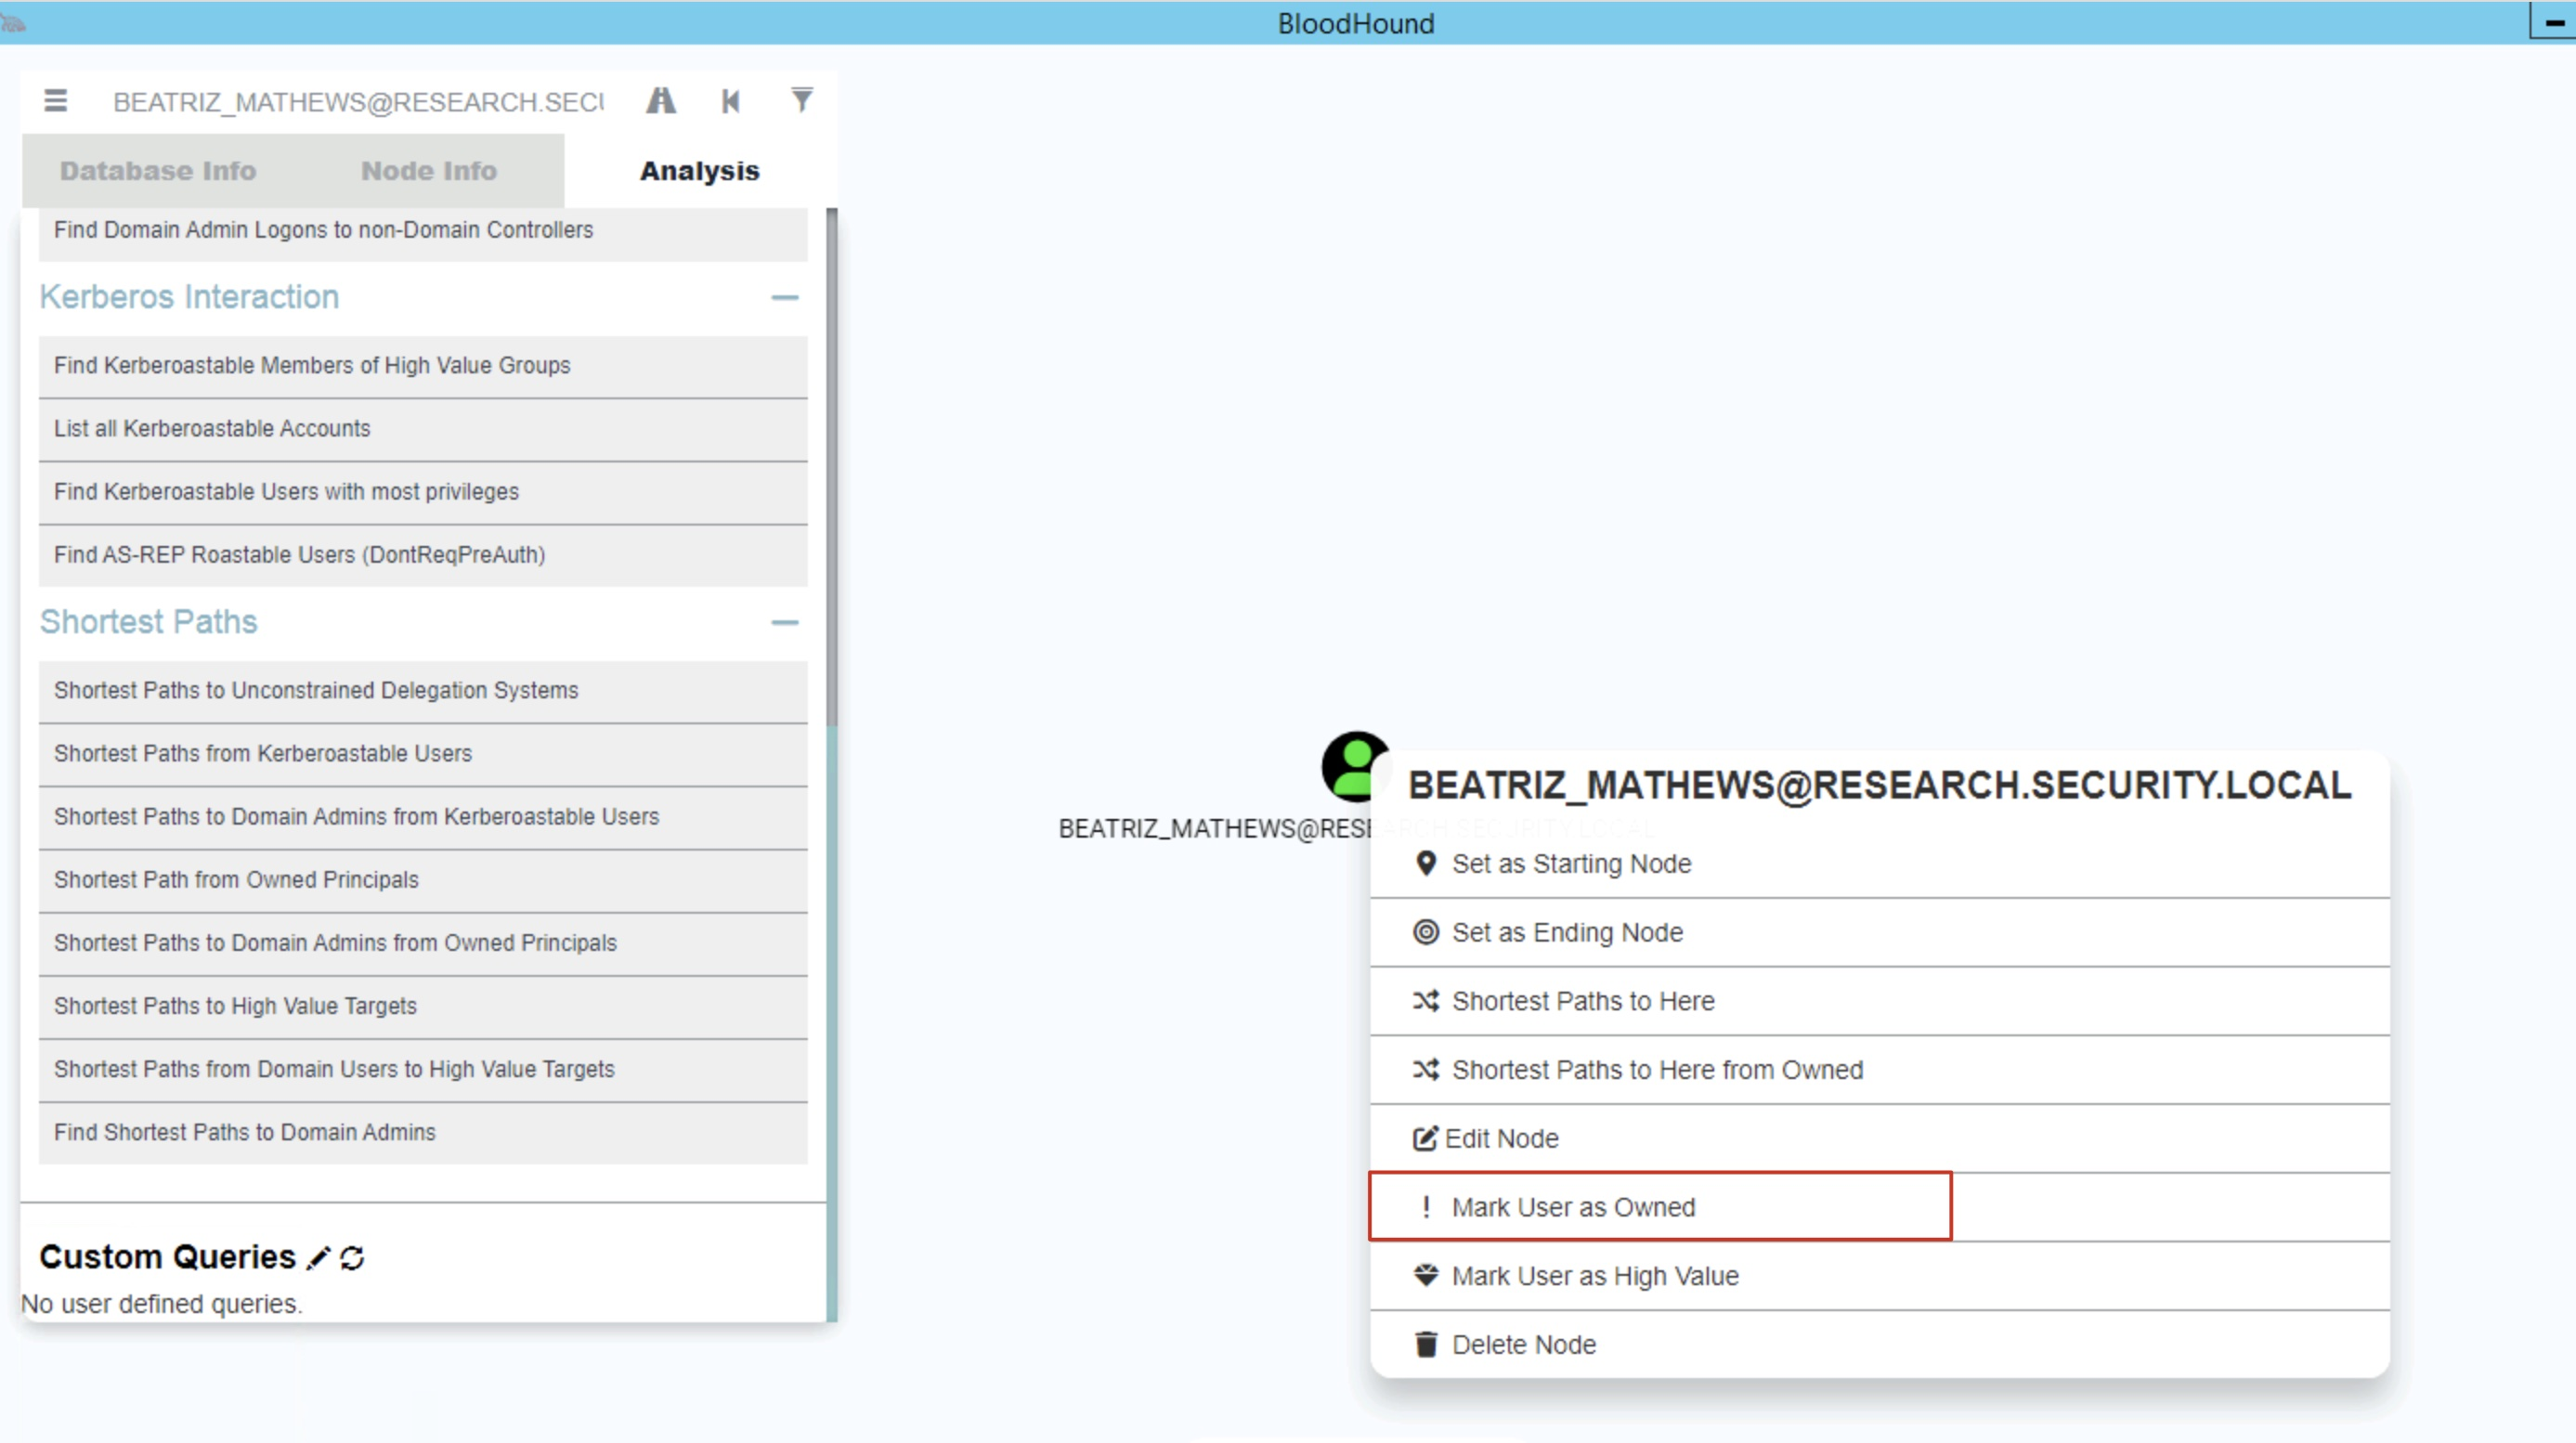 BloodHound
BEATRIZ_MATHEWS@RESEARCH.SECU
Database Info
Node Info
Analysis
Find Domain Admin Logons to non-Domain Controllers
Kerberos Interaction
Find Kerberoastable Members of High Value Groups
List all Kerberoastable Accounts
Find Kerberoastable Users with most privileges
Find AS-REP Roastable Users (DontReqPreAuth)
Shortest Paths
Shortest Paths to Unconstrained Delegation Systems
Shortest Paths from Kerberoastable Users
Shortest Paths to Domain Admins from Kerberoastable Users
Shortest Path from Owned Principals
Shortest Paths to Domain Admins from Owned Principals
Shortest Paths to High Value Targets
Shortest Paths from Domain Users to High Value Targets
Find Shortest Paths to Domain Admins
Custom Queries
No user defined queries.
BEATRIZ_MATHEWS@RESEARCH.SECURITY.LOCAL
BEATRIZ_MATHEWS@RESEARCH.SECURITY.LOCAL
Set as Starting Node
Set as Ending Node
Shortest Paths to Here
Shortest Paths to Here from Owned
Edit Node
! Mark User as Owned
Mark User as High Value
Delete Node